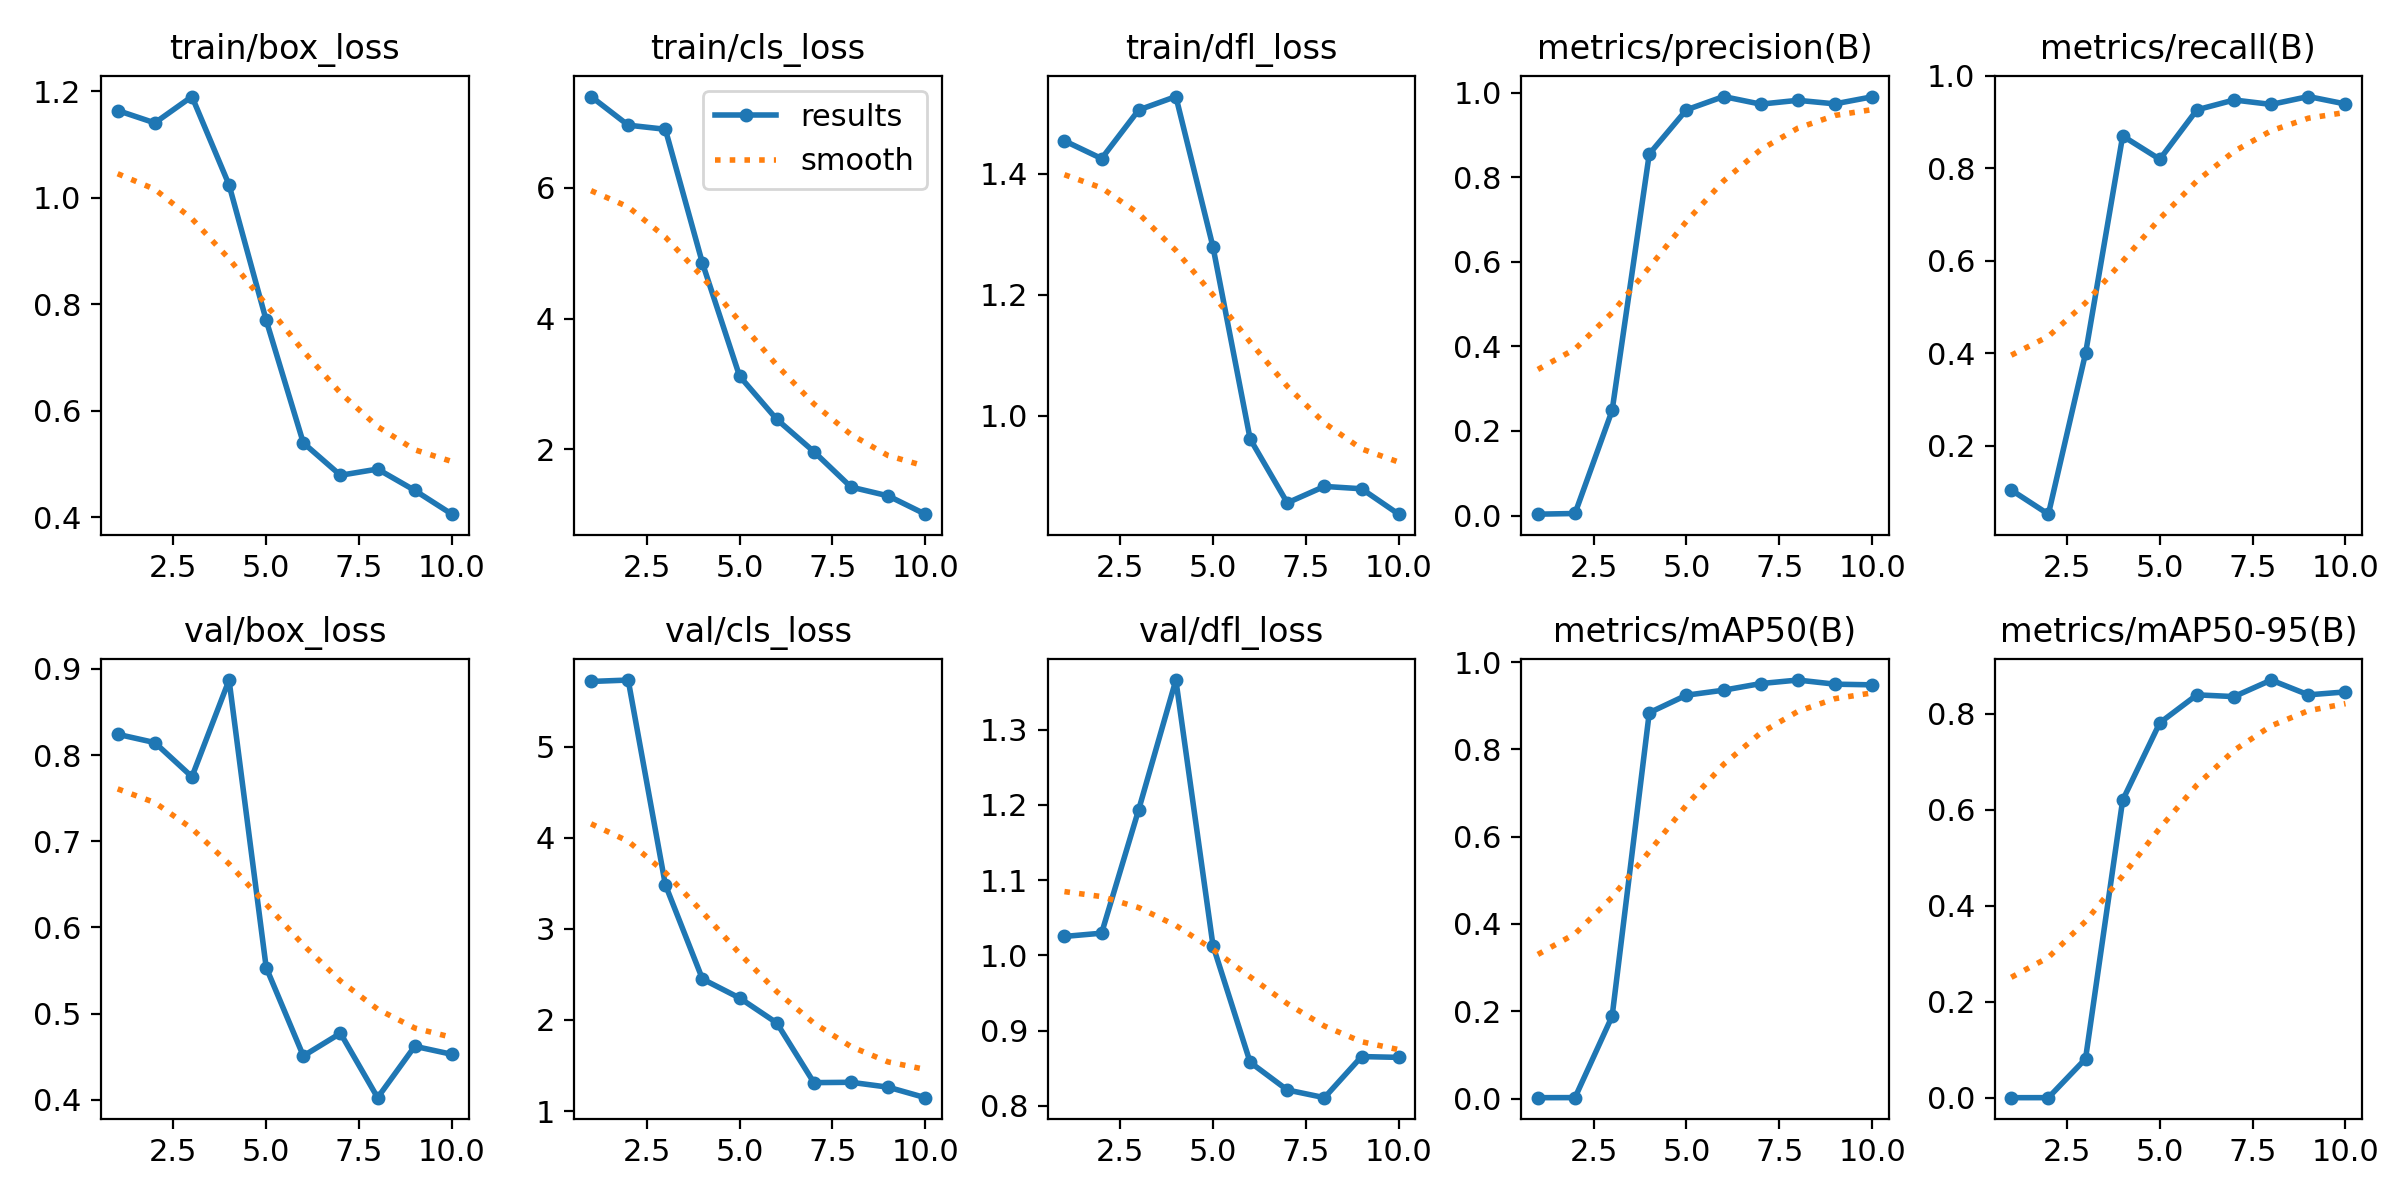 train/box_loss
1.2
1.0
0.8
0.6
0.4
2.5 5.0 7.5 10.0
train/cls_loss
results
smooth
6
4
2
2.5 5.0 7.5 10.0
train/dfl_loss
1.4
1.2
1.0
2.5 5.0 7.5 10.0
metrics/precision(B)
1.0
0.8
0.6
0.4
0.2
0.0
2.5 5.0 7.5 10.0
metrics/recall(B)
1.0
0.8
0.6
0.4
0.2
2.5 5.0 7.5 10.0
val/box_loss
0.9
0.8
0.7
0.6
0.5
0.4
2.5 5.0 7.5 10.0
val/cls_loss
5
4
3
2
1
2.5 5.0 7.5 10.0
val/dfl_loss
1.3
1.2
1.1
1.0
0.9
0.8
2.5 5.0 7.5 10.0
metrics/mAP50(B)
1.0
0.8
0.6
0.4
0.2
0.0
2.5 5.0 7.5 10.0
metrics/mAP50-95(B)
0.8
0.6
0.4
0.2
0.0
2.5 5.0 7.5 10.0